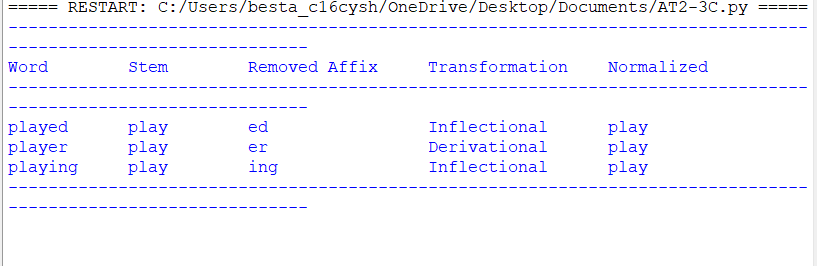 ===== RESTART: C:/Users/besta_c16cysh/OneDrive/Desktop/Documents/AT2-3C.py =====
--------------------------------------------------------------------------------
------------------------------
Word        Stem        Removed Affix     Transformation    Normalized
--------------------------------------------------------------------------------
------------------------------
played      play        ed                Inflectional      play
player      play        er                Derivational      play
playing     play        ing               Inflectional      play
--------------------------------------------------------------------------------
------------------------------